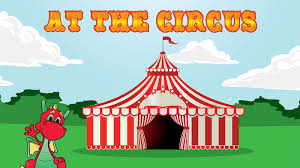 AT THE CIRCUS